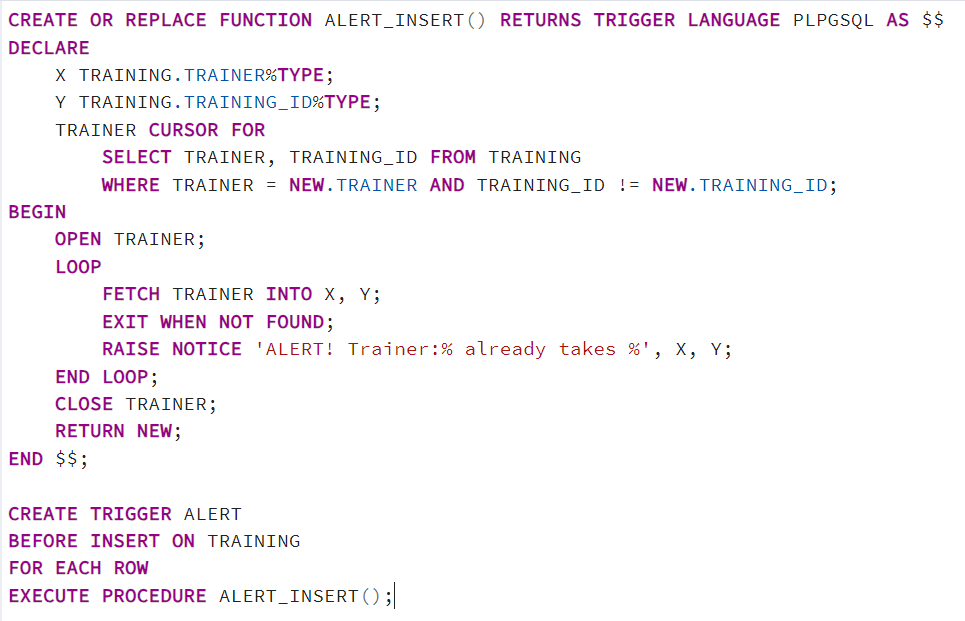 CREATE OR REPLACE FUNCTION ALERT_INSERT() RETURNS TRIGGER LANGUAGE PLPGSQL AS $$
DECLARE
    X TRAINING.TRAINER%TYPE;
    Y TRAINING.TRAINING_ID%TYPE;
    TRAINER CURSOR FOR
        SELECT TRAINER, TRAINING_ID FROM TRAINING
        WHERE TRAINER = NEW.TRAINER AND TRAINING_ID != NEW.TRAINING_ID;
BEGIN
    OPEN TRAINER;
    LOOP
        FETCH TRAINER INTO X, Y;
        EXIT WHEN NOT FOUND;
        RAISE NOTICE 'ALERT! Trainer:% already takes %', X, Y;
    END LOOP;
    CLOSE TRAINER;
    RETURN NEW;
END $$;

CREATE TRIGGER ALERT
BEFORE INSERT ON TRAINING
FOR EACH ROW
EXECUTE PROCEDURE ALERT_INSERT();